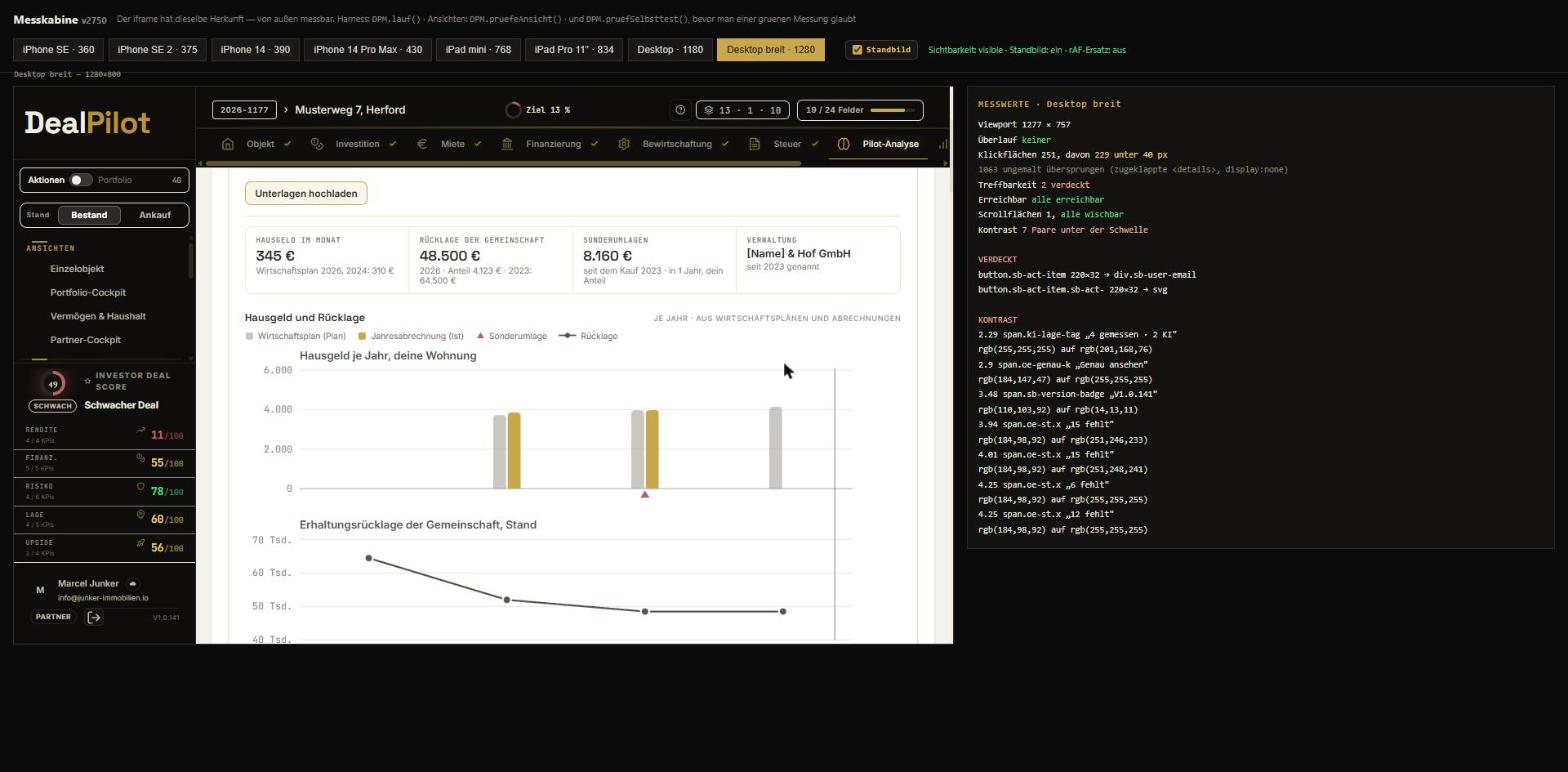 Messkabine v2750 Der iframe hat dieselbe Herkunft — von außen messbar. Harness: DPM.lauf() · Ansichten: DPM.pruefeAnsicht() · und DPM.pruefSelbsttest(), bevor man einer gruenen Messung glaubt
iPhone SE · 360 iPhone SE 2 · 375 iPhone 14 · 390 iPhone 14 Pro Max · 430 iPad mini · 768 iPad Pro 11" · 834 Desktop · 1180 Desktop breit · 1280 Standbild Sichtbarkeit: visible · Standbild: ein · rAF-Ersatz: aus
Desktop breit — 1280×800
DealPilot
Aktionen Portfolio 40
Stand Bestand Ankauf
ANSICHTEN
Einzelobjekt
Portfolio-Cockpit
Vermögen & Haushalt
Partner-Cockpit
49
INVESTOR DEAL
SCORE
SCHWACH Schwacher Deal
RENDITE
4 / 4 KPIs
11/100
FINANZ.
5 / 5 KPIs
55/100
RISIKO
4 / 6 KPIs
78/100
LAGE
4 / 5 KPIs
60/100
UPSIDE
56/100
M Marcel Junker
info@junker-immobilien.io
PARTNER V1.0.141
2026-1177 › Musterweg 7, Herford Ziel 13 % 13 · 1 · 10 19 / 24 Felder
Objekt Investition Miete Finanzierung Bewirtschaftung Steuer Pilot-Analyse
Unterlagen hochladen
HAUSGELD IM MONAT
345 €
Wirtschaftsplan 2026, 2024: 310 €
RÜCKLAGE DER GEMEINSCHAFT
48.500 €
2026 · Anteil 4.123 € · 2023:
64.500 €
SONDERUMLAGEN
8.160 €
seit dem Kauf 2023 · in 1 Jahr, dein
Anteil
VERWALTUNG
[Name] & Hof GmbH
seit 2023 genannt
Hausgeld und Rücklage JE JAHR · AUS WIRTSCHAFTSPLÄNEN UND ABRECHNUNGEN
Wirtschaftsplan (Plan) Jahresabrechnung (Ist) Sonderumlage Rücklage
Hausgeld je Jahr, deine Wohnung
6.000
4.000
2.000
0
Erhaltungsrücklage der Gemeinschaft, Stand
70 Tsd.
60 Tsd.
50 Tsd.
40 Tsd.
MESSWERTE · Desktop breit
Viewport 1277 × 757
Überlauf keiner
Klickflächen 251, davon 229 unter 40 px
1063 ungemalt übersprungen (zugeklappte <details>, display:none)
Treffbarkeit 2 verdeckt
Erreichbar alle erreichbar
Scrollflächen 1, alle wischbar
Kontrast 7 Paare unter der Schwelle
VERDECKT
button.sb-act-item 220×32 → div.sb-user-email
button.sb-act-item.sb-act- 220×32 → svg
KONTRAST
2.29 span.ki-lage-tag „4 gemessen · 2 KI"
rgb(255,255,255) auf rgb(201,168,76)
2.9 span.oe-genau-k „Genau ansehen"
rgb(184,147,47) auf rgb(255,255,255)
3.48 span.sb-version-badge „V1.0.141"
rgb(110,103,92) auf rgb(14,13,11)
3.94 span.oe-st.x „15 fehlt"
rgb(184,98,92) auf rgb(251,246,233)
4.01 span.oe-st.x „15 fehlt"
rgb(184,98,92) auf rgb(251,248,241)
4.25 span.oe-st.x „6 fehlt"
rgb(184,98,92) auf rgb(255,255,255)
4.25 span.oe-st.x „12 fehlt"
rgb(184,98,92) auf rgb(255,255,255)